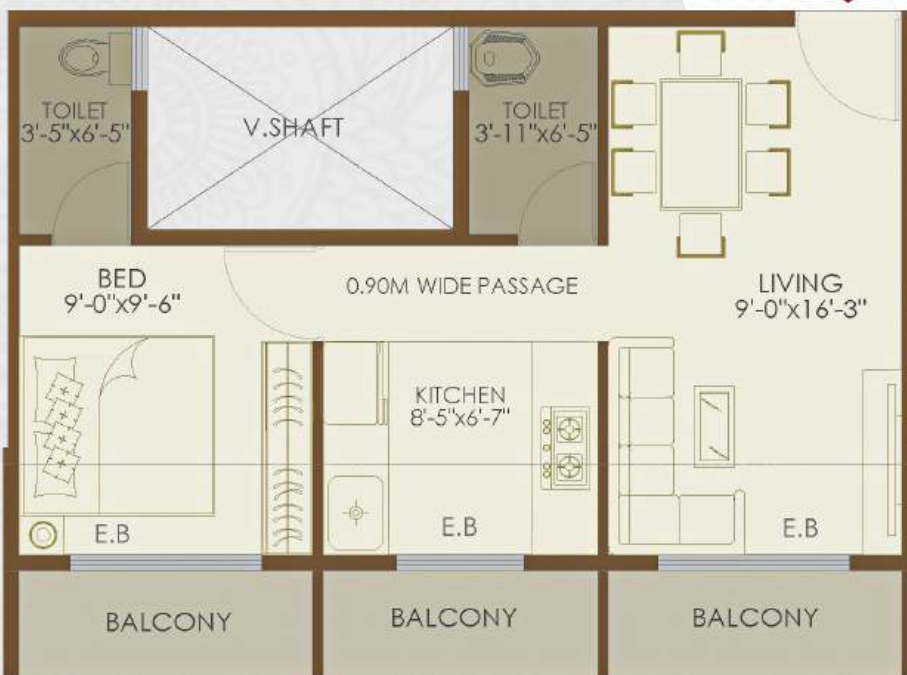 TOILET
3'-5"x6'-5"
V.SHAFT
TOILET
3'-11"x6'-5"
BED
9'-0"x9'-6"
0.90M WIDE PASSAGE
LIVING
9'-0"x16'-3"
KITCHEN
8'-5"x6'-7"
E.B
E.B
E.B
BALCONY
BALCONY
BALCONY